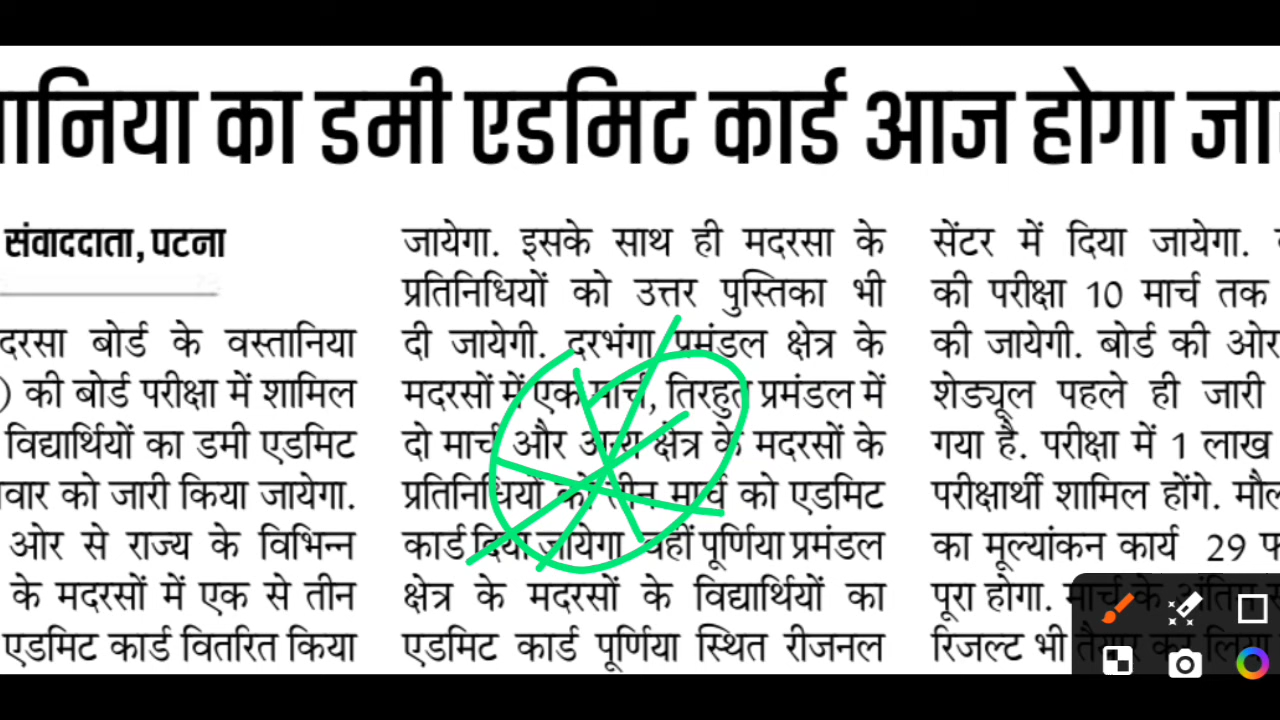 तानिया का डमी एडमिट कार्ड आज होगा जा
संवाददाता, पटना
दरसा बोर्ड के वस्तानिया
) की बोर्ड परीक्षा में शामिल
विद्यार्थियों का डमी एडमिट
वार को जारी किया जायेगा.
ओर से राज्य के विभिन्न
के मदरसों में एक से तीन
एडमिट कार्ड वितरित किया
जायेगा. इसके साथ ही मदरसा के
प्रतिनिधियों को उत्तर पुस्तिका भी
दी जायेगी. दरभंगा प्रमंडल क्षेत्र के
मदरसों में एक मार्च, तिरहुत प्रमंडल में
दो मार्च और अन्य क्षेत्र के मदरसों के
प्रतिनिधियों को तीन मार्च को एडमिट
कार्ड दिया जायेगा. वहीं पूर्णिया प्रमंडल
क्षेत्र के मदरसों के विद्यार्थियों का
एडमिट कार्ड पूर्णिया स्थित रीजनल
सेंटर में दिया जायेगा.
की परीक्षा 10 मार्च तक
की जायेगी. बोर्ड की ओर
शेड्यूल पहले ही जारी
गया है. परीक्षा में 1 लाख
परीक्षार्थी शामिल होंगे. मौल
का मूल्यांकन कार्य 29 फ
पूरा होगा. मार्च के अंतिम
रिजल्ट भी तैयार कर लिया